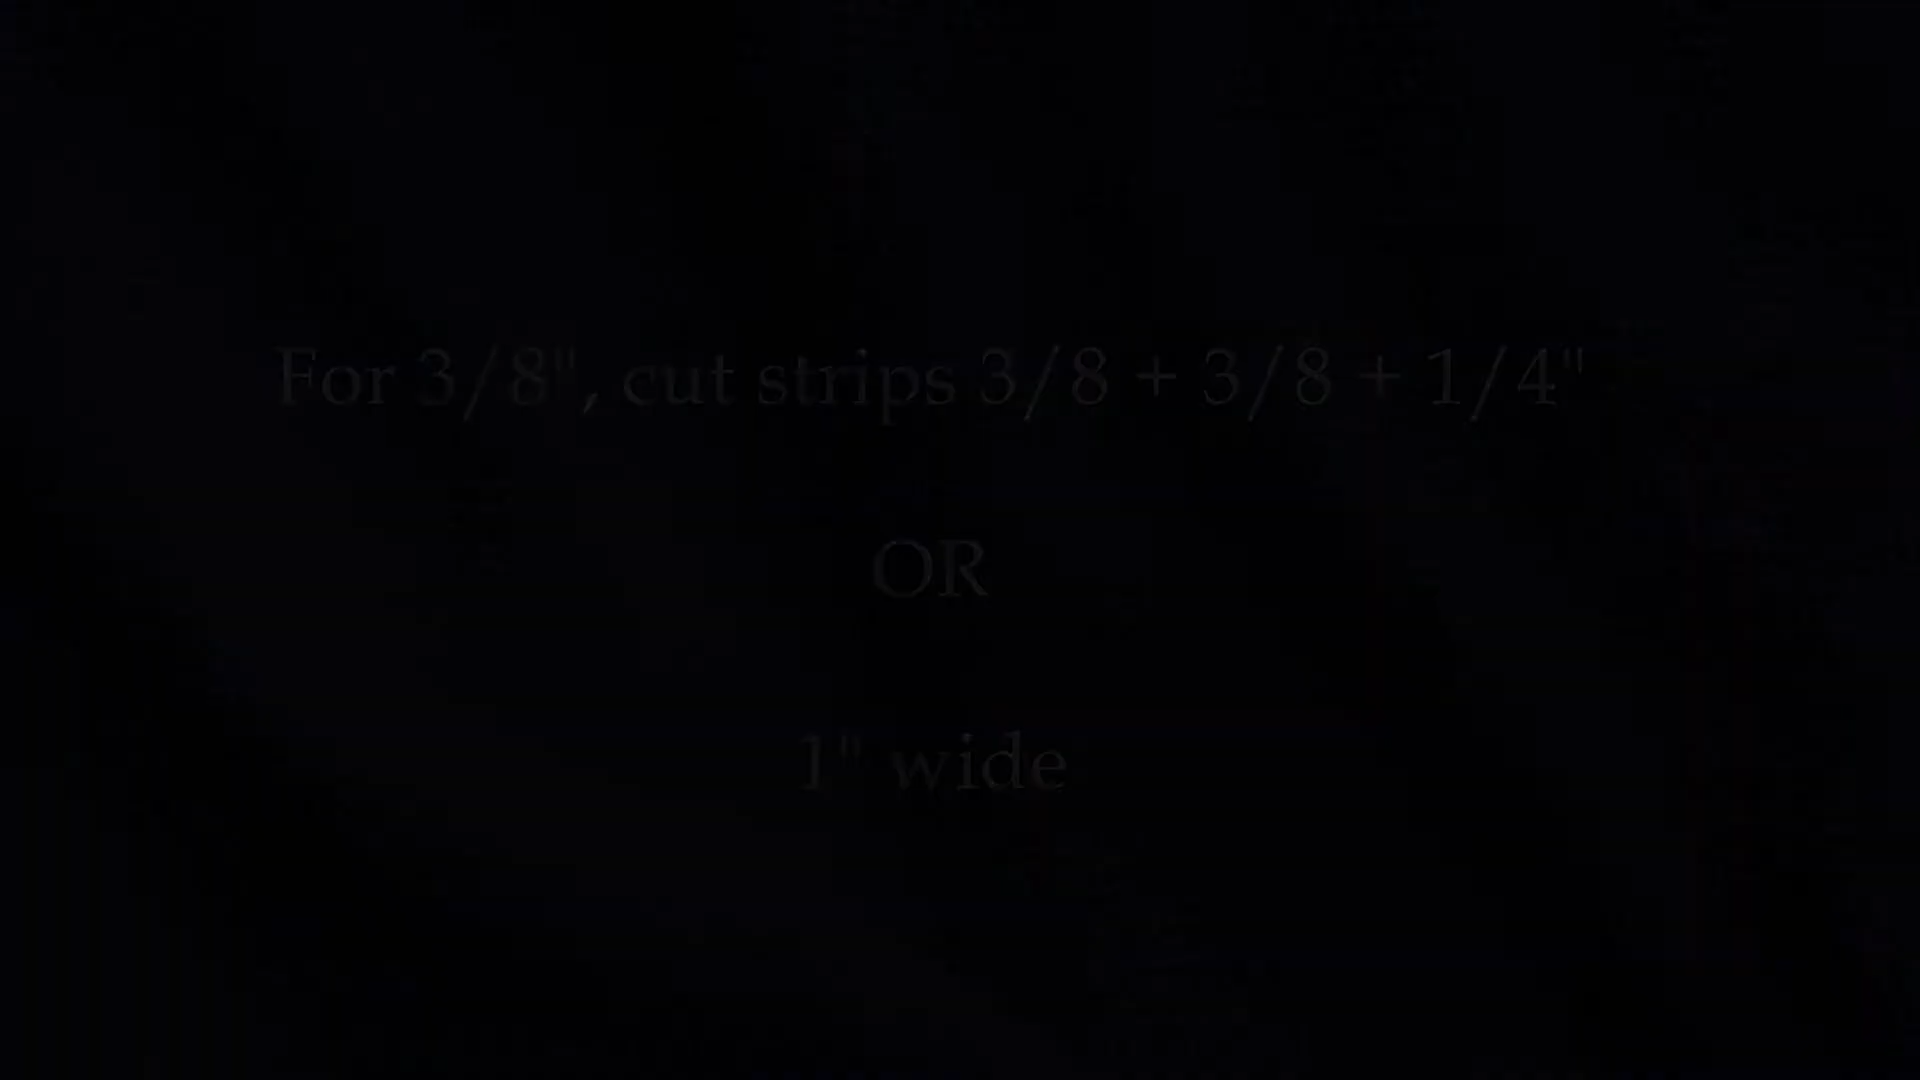 For 3/8", cut strips 3/8 + 3/8 + 1/4"
OR
1" wide